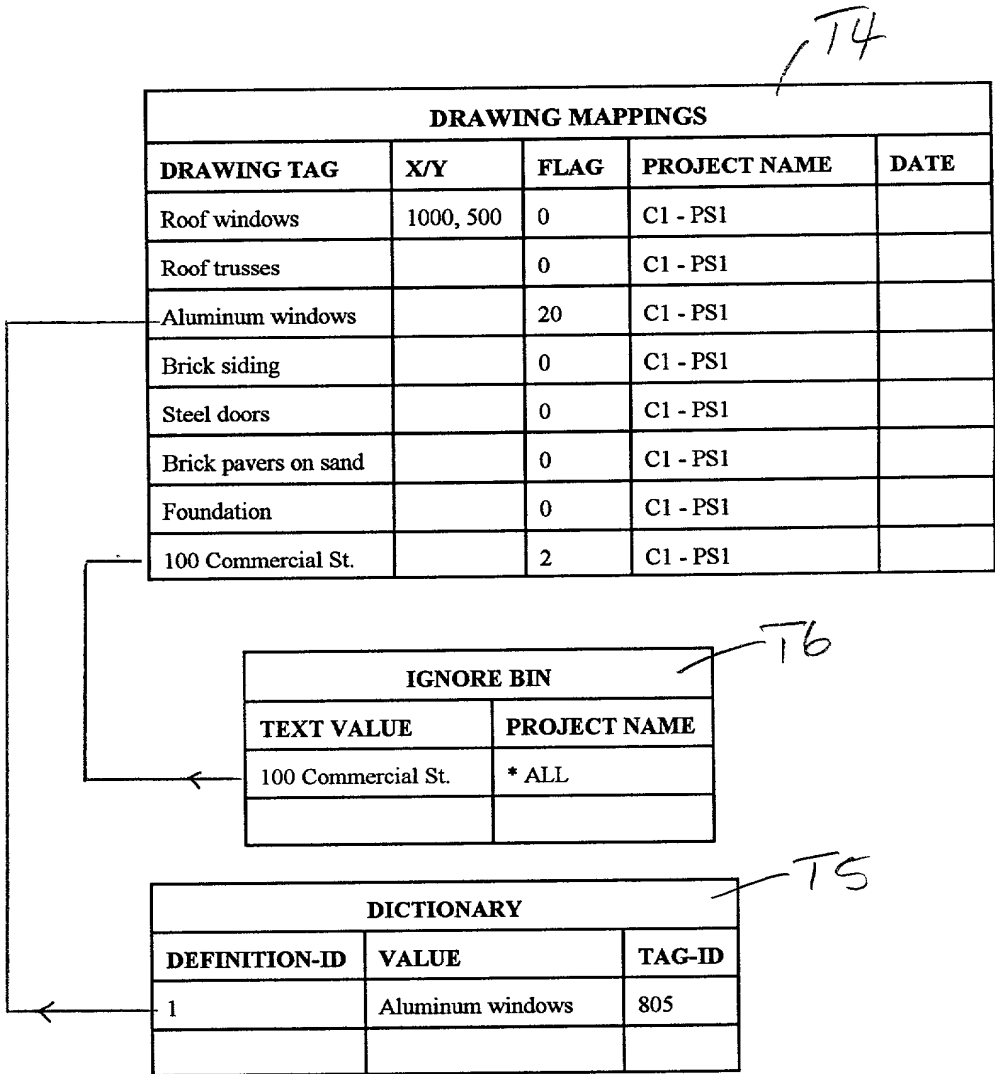 T4
DRAWING MAPPINGS
DRAWING TAG X/Y FLAG PROJECT NAME DATE
Roof windows 1000, 500 0 C1 - PS1
Roof trusses 0 C1 - PS1
Aluminum windows 20 C1 - PS1
Brick siding 0 C1 - PS1
Steel doors 0 C1 - PS1
Brick pavers on sand 0 C1 - PS1
Foundation 0 C1 - PS1
100 Commercial St. 2 C1 - PS1
T6
IGNORE BIN
TEXT VALUE PROJECT NAME
100 Commercial St. * ALL
T5
DICTIONARY
DEFINITION-ID VALUE TAG-ID
1 Aluminum windows 805